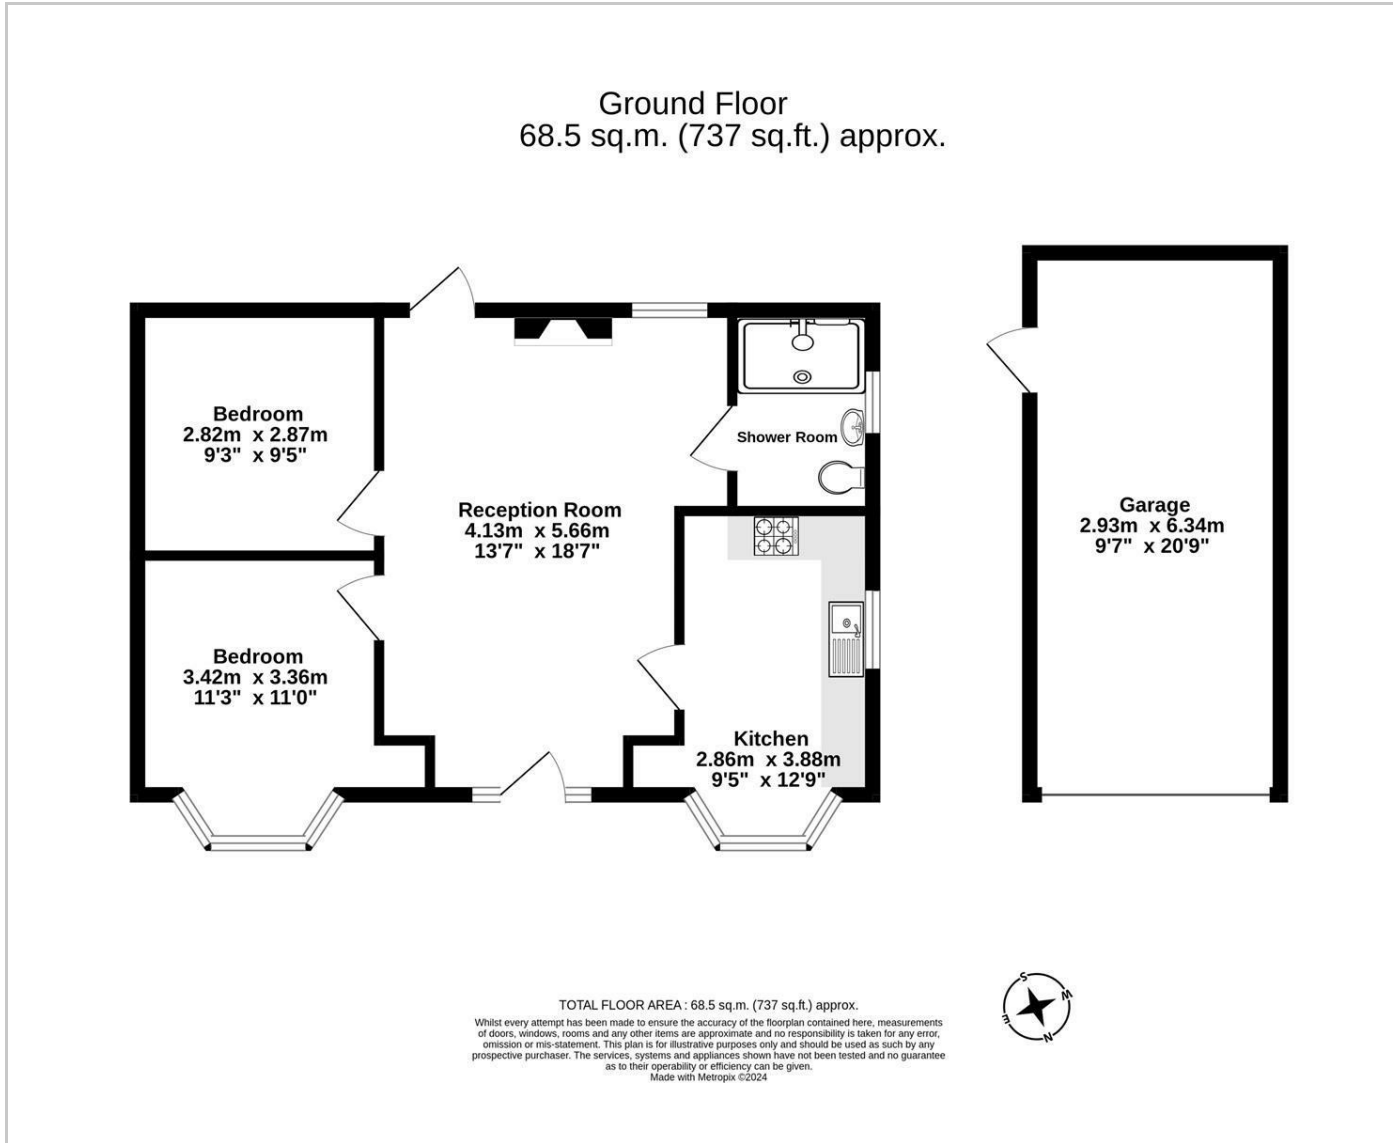 Ground Floor
68.5 sq.m. (737 sq.ft.) approx.
Bedroom
2.82m x 2.87m
9'3" x 9'5"
Reception Room
4.13m x 5.66m
13'7" x 18'7"
Shower Room
Garage
2.93m x 6.34m
9'7" x 20'9"
Bedroom
3.42m x 3.36m
11'3" x 11'0"
Kitchen
2.86m x 3.88m
9'5" x 12'9"
S
W
E
N
TOTAL FLOOR AREA : 68.5 sq.m. (737 sq.ft.) approx.
Whilst every attempt has been made to ensure the accuracy of the floorplan contained here, measurements
of doors, windows, rooms and any other items are approximate and no responsibility is taken for any error,
omission or mis-statement. This plan is for illustrative purposes only and should be used as such by any
prospective purchaser. The services, systems and appliances shown have not been tested and no guarantee
as to their operability or efficiency can be given.
Made with Metropix ©2024